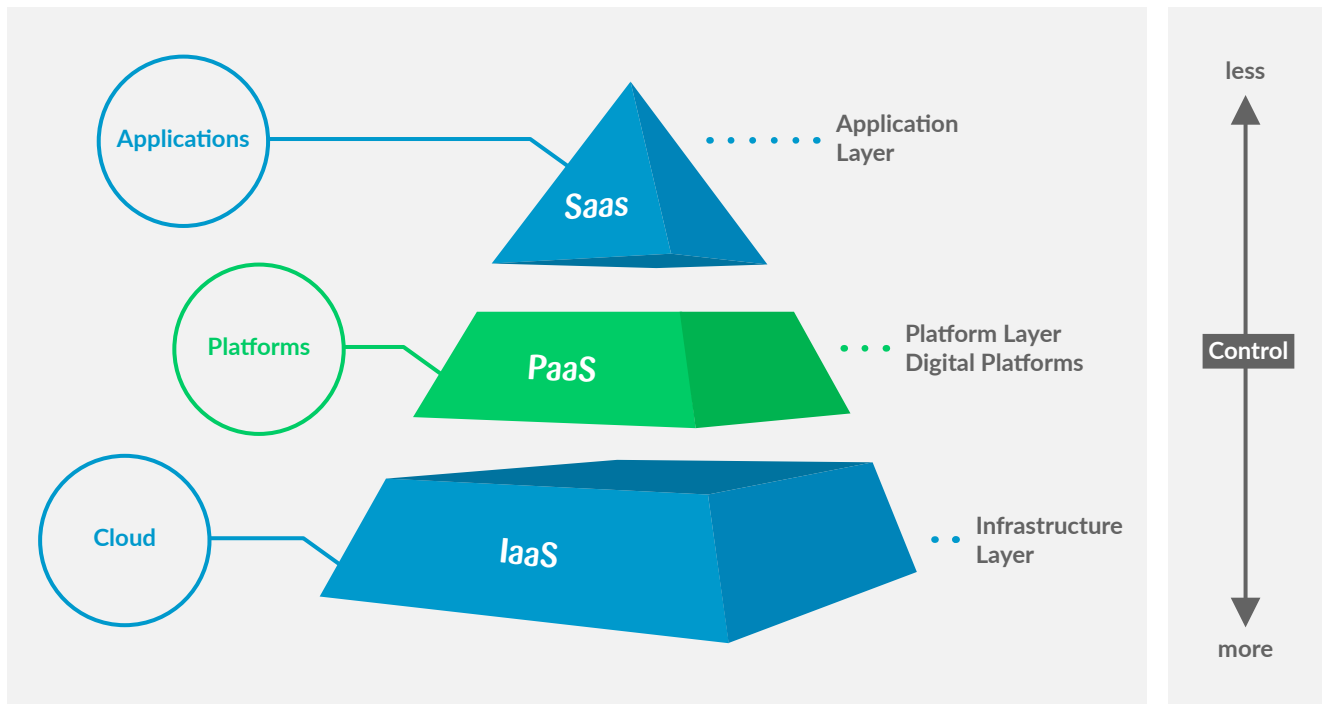 Applications
Saas
Application
Layer
Platforms
PaaS
Platform Layer
Digital Platforms
Cloud
IaaS
Infrastructure
Layer
less
Control
more